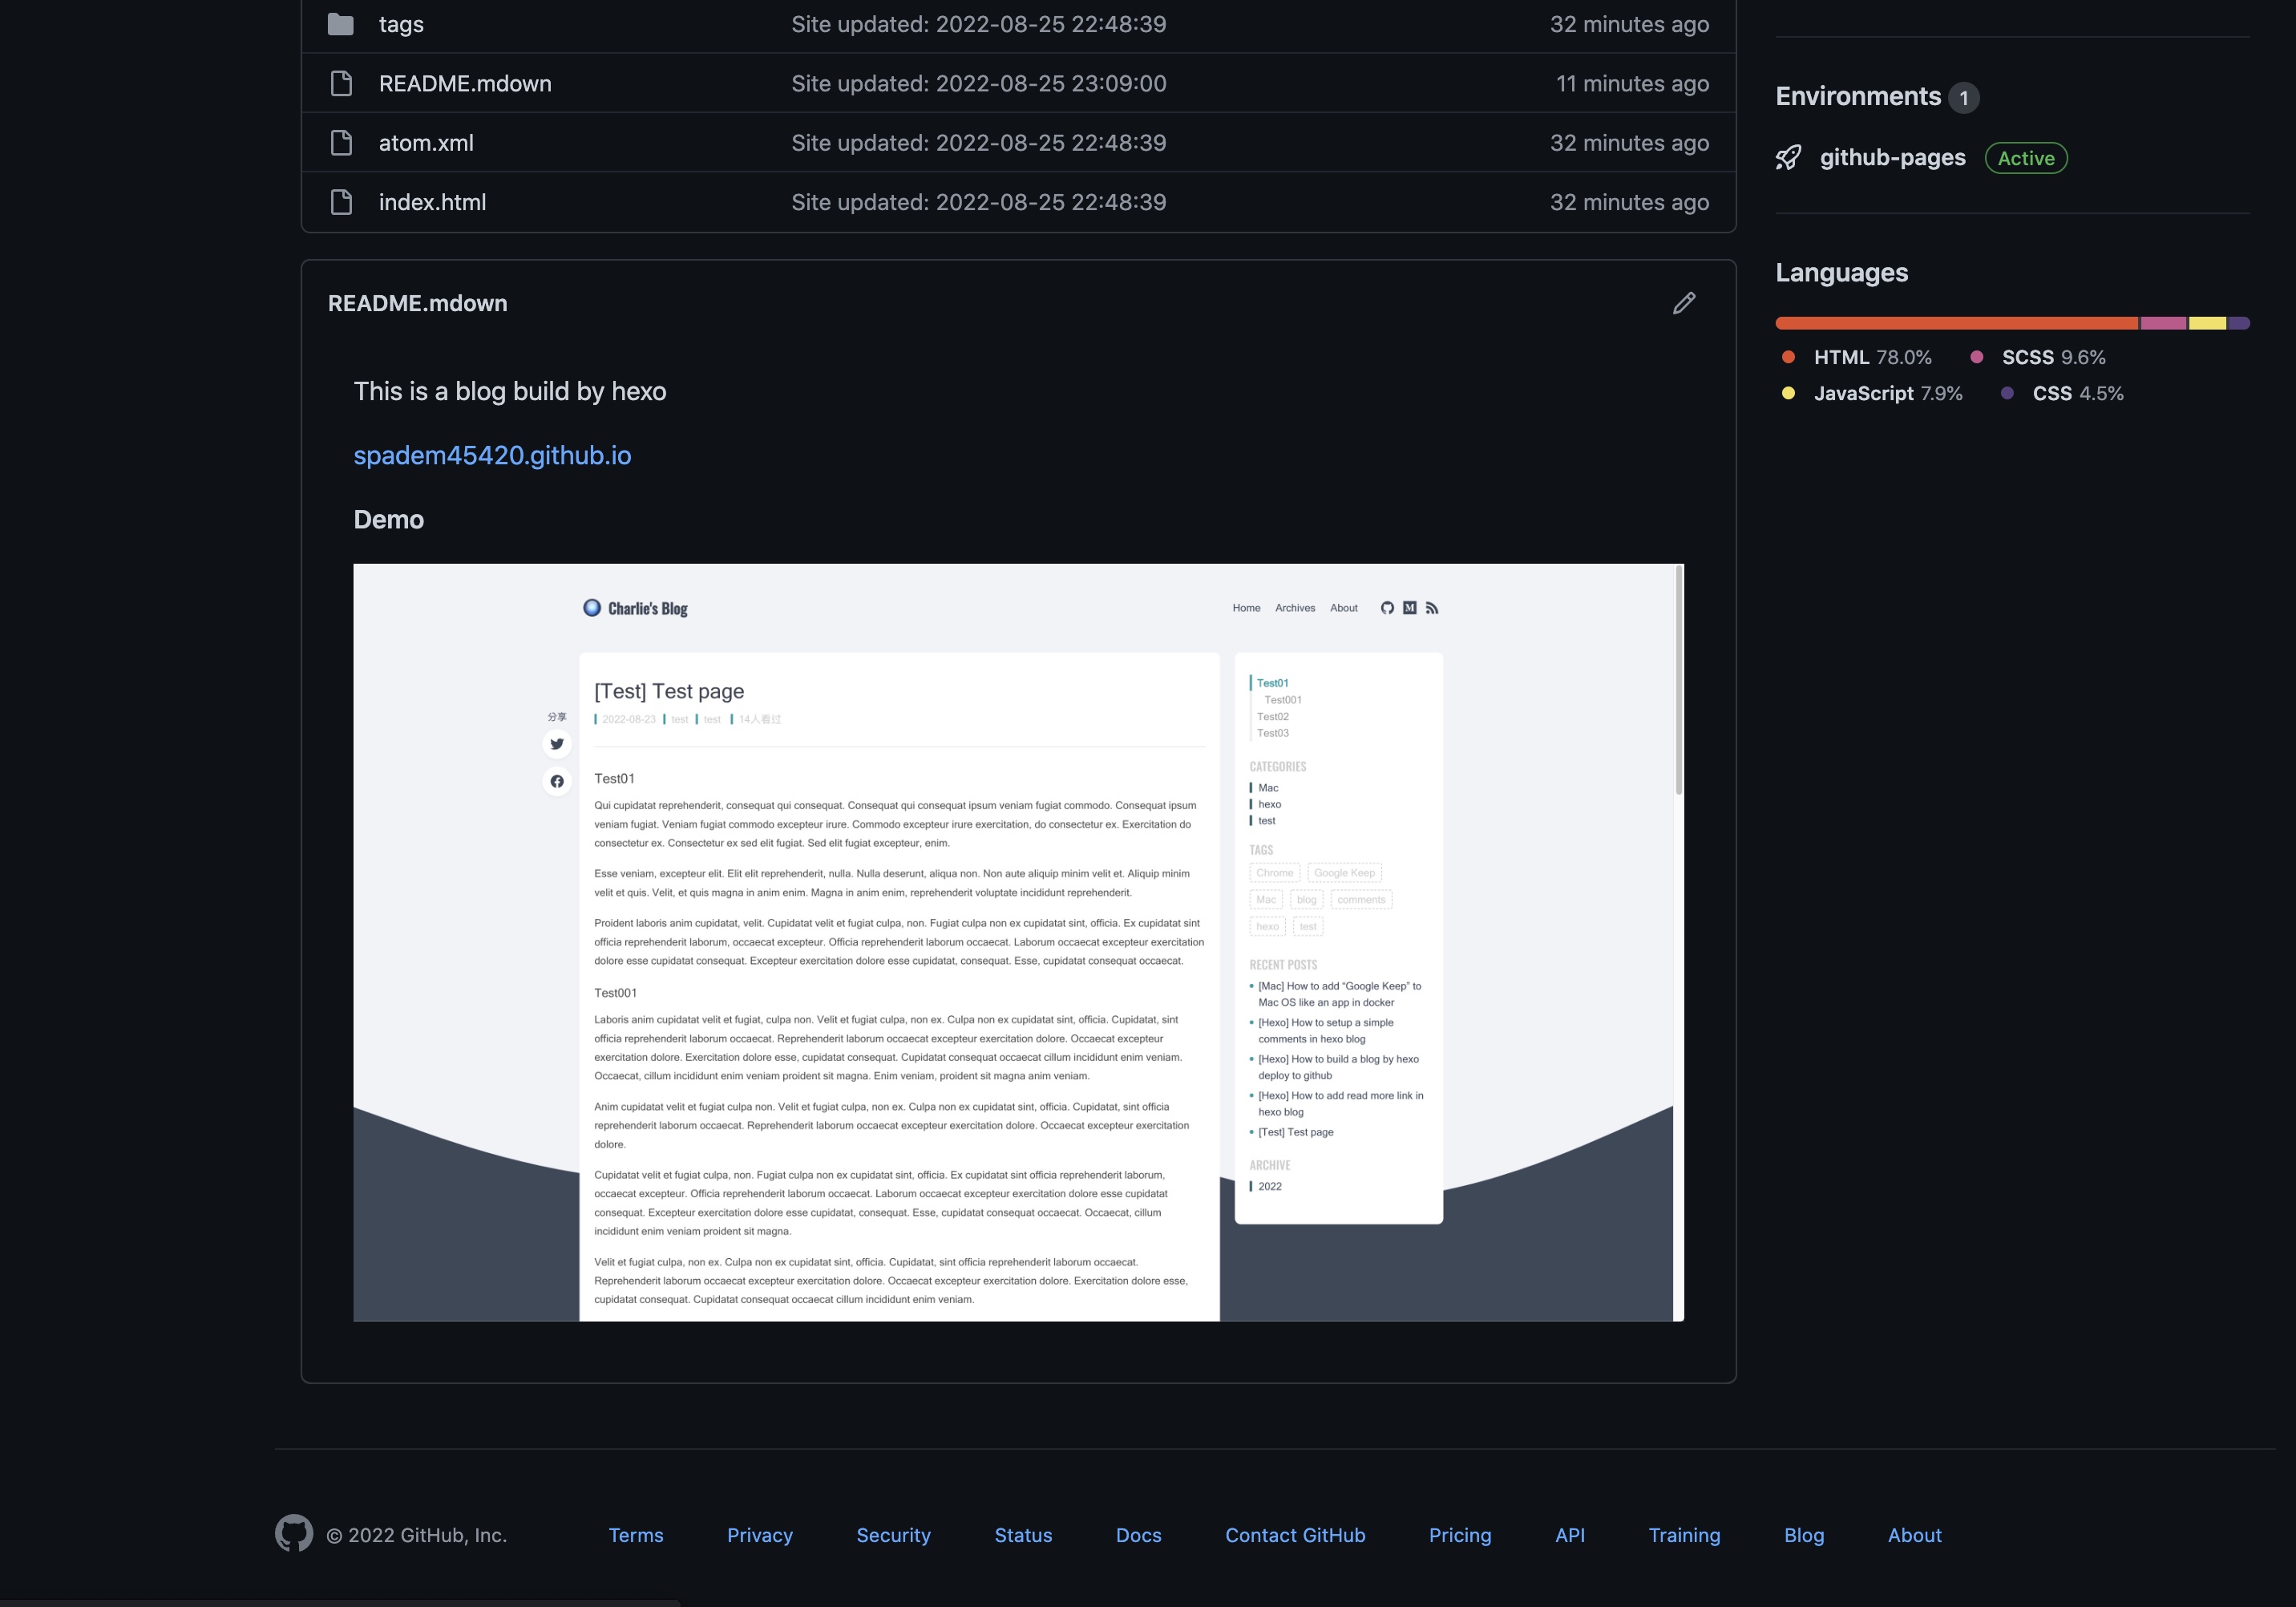 tags Site updated: 2022-08-25 22:48:39 32 minutes ago
README.mdown Site updated: 2022-08-25 23:09:00 11 minutes ago
atom.xml Site updated: 2022-08-25 22:48:39 32 minutes ago
index.html Site updated: 2022-08-25 22:48:39 32 minutes ago
README.mdown
This is a blog build by hexo
spadem45420.github.io
Demo
Charlie's Blog
Home Archives About
[Test] Test page
2022-08-23 test test 14人看过
分享
Test01
Qui cupidatat reprehenderit, consequat qui consequat. Consequat qui consequat ipsum veniam fugiat commodo. Consequat ipsum
veniam fugiat. Veniam fugiat commodo excepteur irure. Commodo excepteur irure exercitation, do consectetur ex. Exercitation do
consectetur ex. Consectetur ex sed elit fugiat. Sed elit fugiat excepteur, enim.
Esse veniam, excepteur elit. Elit elit reprehenderit, nulla. Nulla deserunt, aliqua non. Non aute aliquip minim velit et. Aliquip minim
velit et quis. Velit, et quis magna in anim enim. Magna in anim enim, reprehenderit voluptate incididunt reprehenderit.
Proident laboris anim cupidatat, velit. Cupidatat velit et fugiat culpa, non. Fugiat culpa non ex cupidatat sint, officia. Ex cupidatat sint
officia reprehenderit laborum, occaecat excepteur. Officia reprehenderit laborum occaecat. Laborum occaecat excepteur exercitation
dolore esse cupidatat consequat. Excepteur exercitation dolore esse cupidatat, consequat. Esse, cupidatat consequat occaecat.
Test001
Laboris anim cupidatat velit et fugiat, culpa non. Velit et fugiat culpa, non ex. Culpa non ex cupidatat sint, officia. Cupidatat, sint
officia reprehenderit laborum occaecat. Reprehenderit laborum occaecat excepteur exercitation dolore. Occaecat excepteur
exercitation dolore. Exercitation dolore esse, cupidatat consequat. Cupidatat consequat occaecat cillum incididunt enim veniam.
Occaecat, cillum incididunt enim veniam proident sit magna. Enim veniam, proident sit magna anim veniam.
Anim cupidatat velit et fugiat culpa non. Velit et fugiat culpa, non ex. Culpa non ex cupidatat sint, officia. Cupidatat, sint officia
reprehenderit laborum occaecat. Reprehenderit laborum occaecat excepteur exercitation dolore. Occaecat excepteur exercitation
dolore.
Cupidatat velit et fugiat culpa, non. Fugiat culpa non ex cupidatat sint, officia. Ex cupidatat sint officia reprehenderit laborum,
occaecat excepteur. Officia reprehenderit laborum occaecat. Laborum occaecat excepteur exercitation dolore esse cupidatat
consequat. Excepteur exercitation dolore esse cupidatat, consequat. Esse, cupidatat consequat occaecat. Occaecat, cillum
incididunt enim veniam proident sit magna.
Velit et fugiat culpa, non ex. Culpa non ex cupidatat sint, officia. Cupidatat, sint officia reprehenderit laborum occaecat.
Reprehenderit laborum occaecat excepteur exercitation dolore. Occaecat excepteur exercitation dolore. Exercitation dolore esse,
cupidatat consequat. Cupidatat consequat occaecat cillum incididunt enim veniam.
Test01
Test001
Test02
Test03
CATEGORIES
Mac
hexo
test
TAGS
Chrome Google Keep
Mac blog comments
hexo test
RECENT POSTS
[Mac] How to add “Google Keep” to
Mac OS like an app in docker
[Hexo] How to setup a simple
comments in hexo blog
[Hexo] How to build a blog by hexo
deploy to github
[Hexo] How to add read more link in
hexo blog
[Test] Test page
ARCHIVE
2022
Environments 1
github-pages Active
Languages
HTML 78.0% SCSS 9.6%
JavaScript 7.9% CSS 4.5%
© 2022 GitHub, Inc. Terms Privacy Security Status Docs Contact GitHub Pricing API Training Blog About